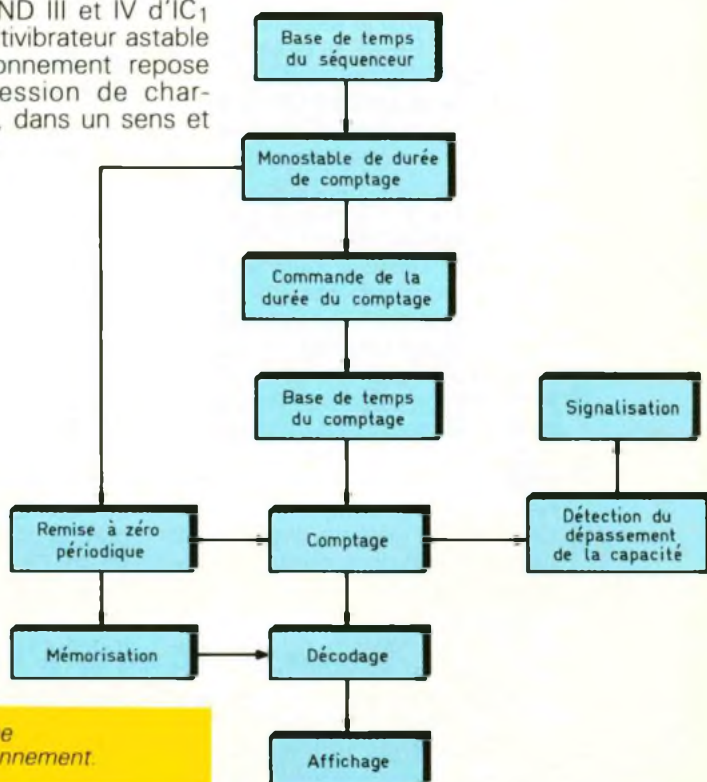 ND III et IV d'IC1
tivibrateur astable
onnement repose
ession de char-
, dans un sens et
Base de temps
du séquenceur
Monostable de durée
de comptage
Commande de la
durée du comptage
Base de temps
du comptage
Signalisation
Remise à zéro
périodique
Comptage
Détection du
dépassement
de la capacité
Mémorisation
Décodage
Affichage
nnement.